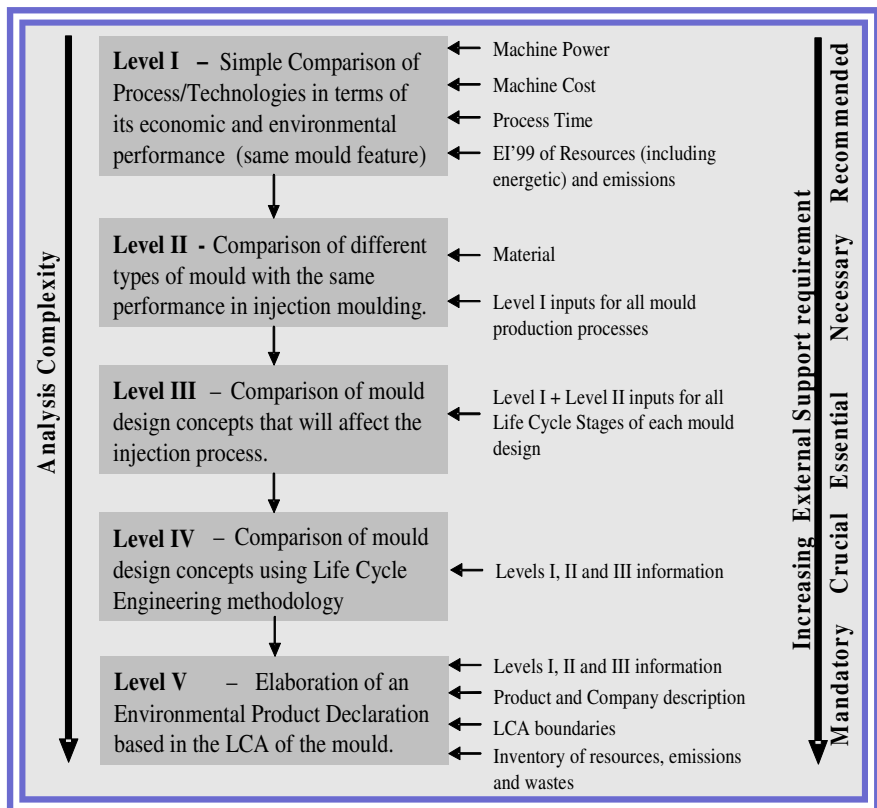 Level I – Simple Comparison of
Process/Technologies in terms of
its economic and environmental
performance (same mould feature)
Machine Power
Machine Cost
Process Time
EI'99 of Resources (including
energetic) and emissions
Level II - Comparison of different
types of mould with the same
performance in injection moulding.
Material
Level I inputs for all mould
production processes
Level III – Comparison of mould
design concepts that will affect the
injection process.
Level I + Level II inputs for all
Life Cycle Stages of each mould
design
Level IV – Comparison of mould
design concepts using Life Cycle
Engineering methodology
Levels I, II and III information
Level V – Elaboration of an
Environmental Product Declaration
based in the LCA of the mould.
Levels I, II and III information
Product and Company description
LCA boundaries
Inventory of resources, emissions
and wastes
Analysis Complexity
Increasing External Support requirement
Mandatory Crucial Essential Necessary Recommended